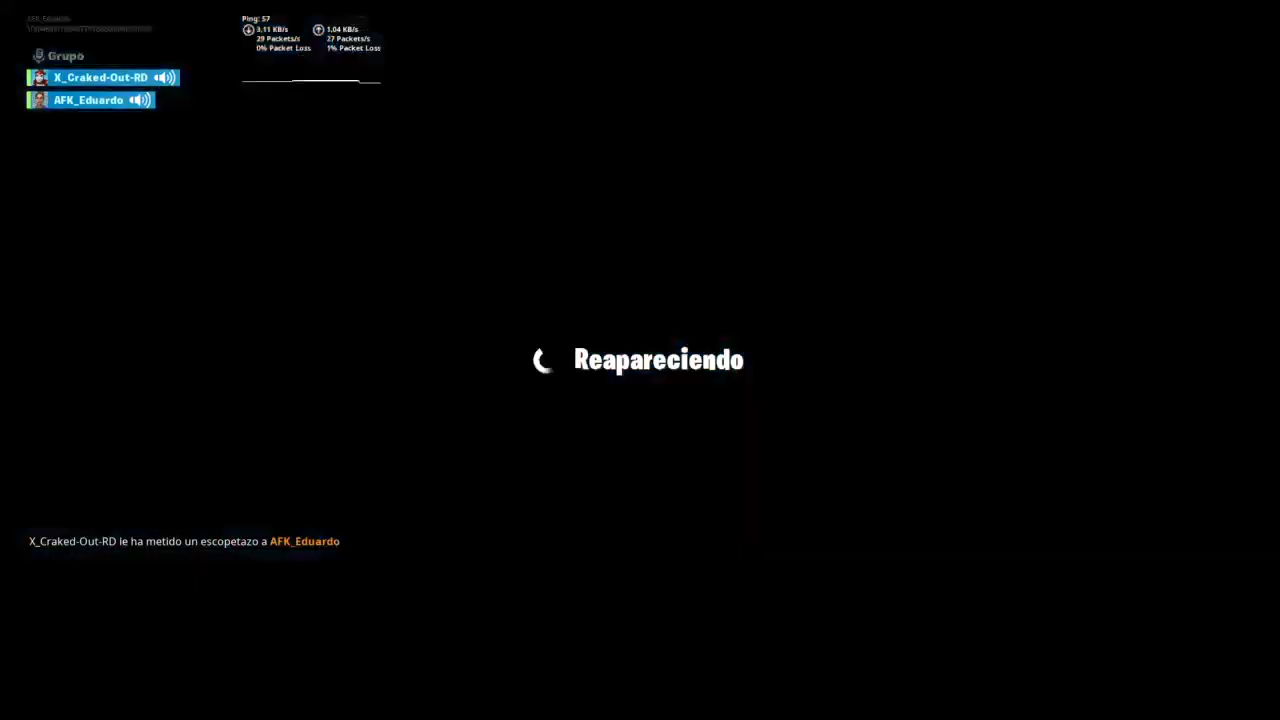 AFK_Eduardo
Grupo
X_Craked-Out-RD
AFK_Eduardo
Ping: 57
3,11 KB/s
29 Packets/s
0% Packet Loss
1,04 KB/s
27 Packets/s
1% Packet Loss
Reapareciendo
X_Craked-Out-RD le ha metido un escopetazo a AFK_Eduardo